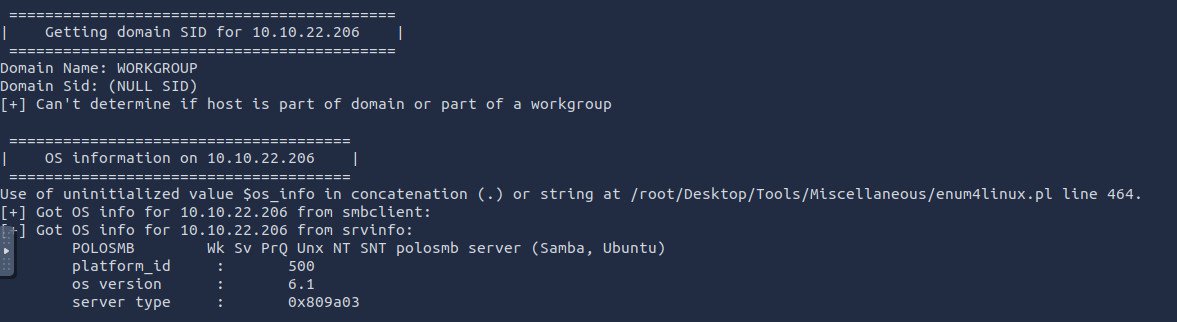 ===========================================
|    Getting domain SID for 10.10.22.206    |
===========================================
Domain Name: WORKGROUP
Domain Sid: (NULL SID)
[+] Can't determine if host is part of domain or part of a workgroup
======================================
|    OS information on 10.10.22.206    |
======================================
Use of uninitialized value $os_info in concatenation (.) or string at /root/Desktop/Tools/Miscellaneous/enum4linux.pl line 464.
[+] Got OS info for 10.10.22.206 from smbclient:
[+] Got OS info for 10.10.22.206 from srvinfo:
POLOSMB        Wk Sv PrQ Unx NT SNT polosmb server (Samba, Ubuntu)
platform_id     :       500
os version      :       6.1
server type     :       0x809a03